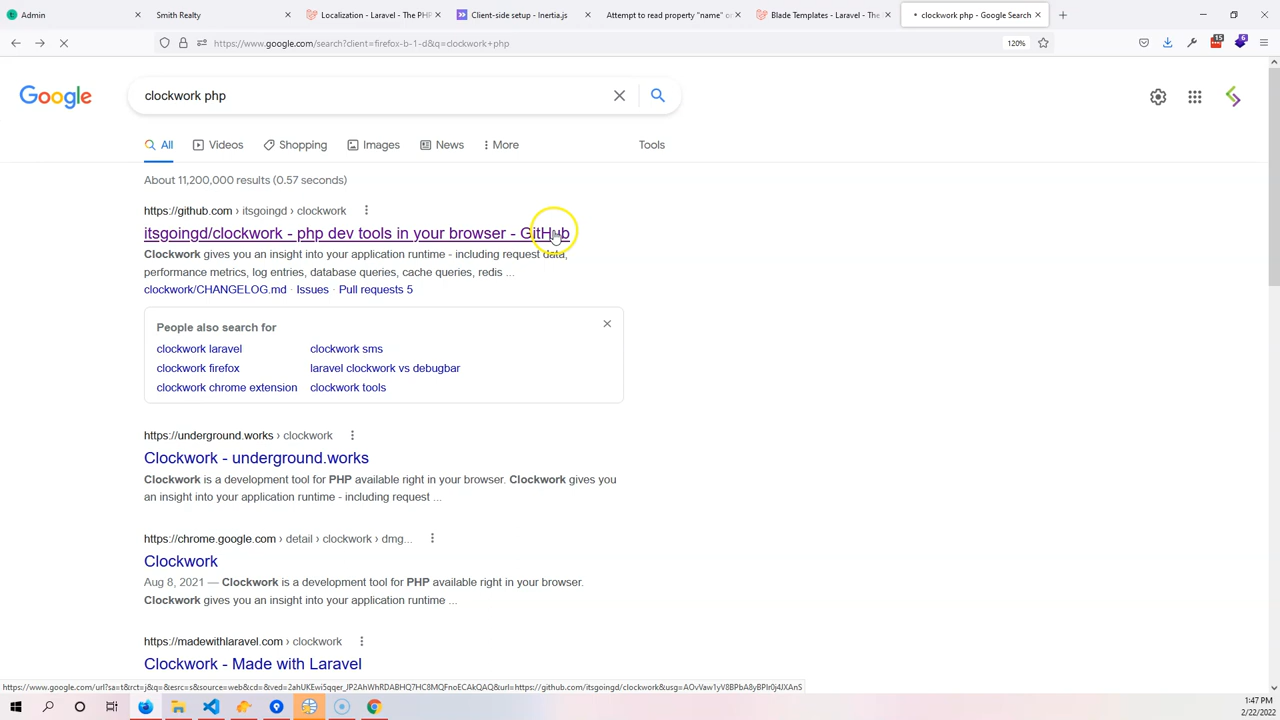 Admin
Smith Realty
Localization - Laravel - The PHP
Client-side setup - Inertia.js
Attempt to read property "name" or
Blade Templates - Laravel - The
clockwork php - Google Search
https://www.google.com/search?client=firefox-b-1-d&q=clockwork+php
120%
15
6
Google
clockwork php
All
Videos
Shopping
Images
News
More
Tools
About 11,200,000 results (0.57 seconds)
https://github.com › itsgoingd › clockwork
itsgoingd/clockwork - php dev tools in your browser - GitHub
Clockwork gives you an insight into your application runtime - including request data,
performance metrics, log entries, database queries, cache queries, redis ...
clockwork/CHANGELOG.md · Issues · Pull requests 5
People also search for
clockwork laravel
clockwork sms
clockwork firefox
laravel clockwork vs debugbar
clockwork chrome extension
clockwork tools
https://underground.works › clockwork
Clockwork - underground.works
Clockwork is a development tool for PHP available right in your browser. Clockwork gives you
an insight into your application runtime - including request ...
https://chrome.google.com › detail › clockwork › dmg...
Clockwork
Aug 8, 2021 — Clockwork is a development tool for PHP available right in your browser.
Clockwork gives you an insight into your application runtime ...
https://madewithlaravel.com › clockwork
Clockwork - Made with Laravel
1:47 PM
2/22/2022